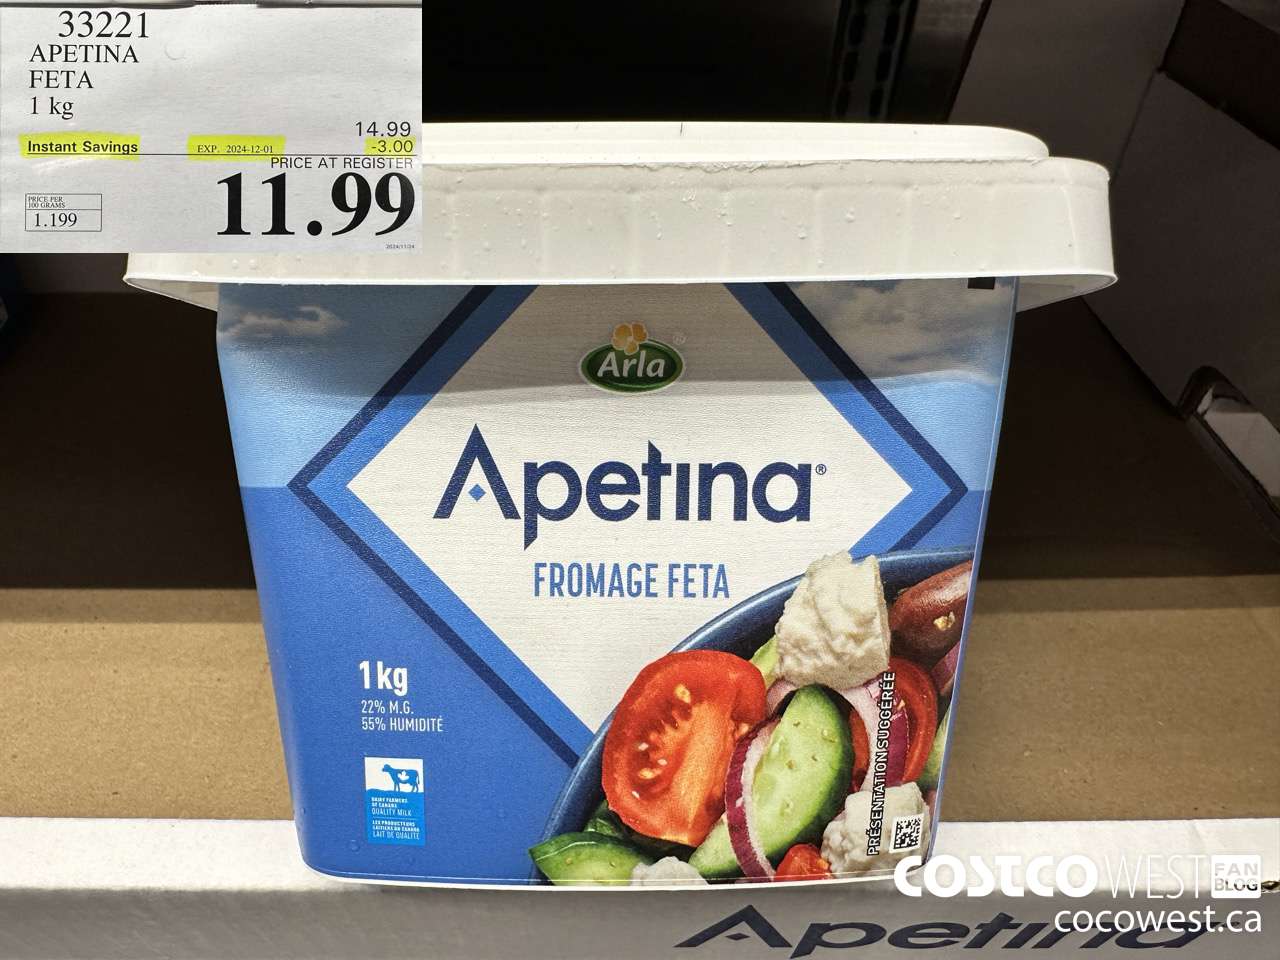 33221
APETINA
FETA
1 kg
14.99
Instant Savings EXP. 2024-12-01 -3.00
PRICE AT REGISTER
11.99
PRICE PER
100 GRAMS
1.199
2024/11/24
Arla®
Apetina®
FROMAGE FETA
1 kg
22% M.G.
55% HUMIDITÉ
DAIRY FARMERS
OF CANADA
QUALITY MILK
LES PRODUCTEURS
LAITIERS DU CANADA
LAIT DE QUALITÉ
PRÉSENTATION SUGGÉRÉE
COSTCO WEST FAN BLOG
cocowest.ca
Apetina